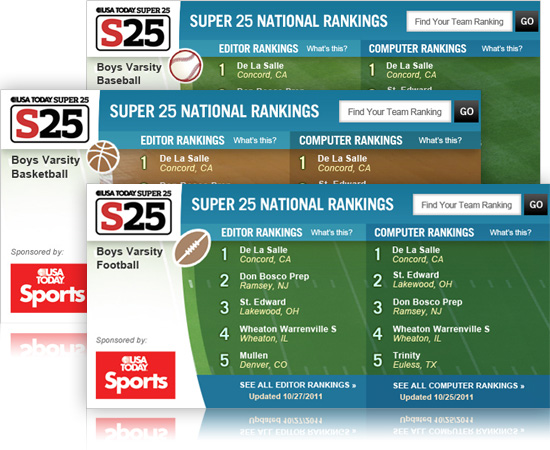 USA TODAY SUPER 25
S25
SUPER 25 NATIONAL RANKINGS
Find Your Team Ranking
GO
Boys Varsity
Baseball
EDITOR RANKINGS What's this?
COMPUTER RANKINGS What's this?
1 De La Salle
Concord, CA
1 De La Salle
Concord, CA
USA TODAY SUPER 25
S25
SUPER 25 NATIONAL RANKINGS
Find Your Team Ranking
GO
Boys Varsity
Basketball
EDITOR RANKINGS What's this?
COMPUTER RANKINGS What's this?
1 De La Salle
Concord, CA
1 De La Salle
Concord, CA
Sponsored by:
USA
TODAY
Sports
USA TODAY SUPER 25
S25
SUPER 25 NATIONAL RANKINGS
Find Your Team Ranking
GO
Boys Varsity
Football
Sponsored by:
USA
TODAY
Sports
EDITOR RANKINGS What's this?
1 De La Salle
Concord, CA
2 Don Bosco Prep
Ramsey, NJ
3 St. Edward
Lakewood, OH
4 Wheaton Warrenville S
Wheaton, IL
5 Mullen
Denver, CO
SEE ALL EDITOR RANKINGS »
Updated 10/27/2011
COMPUTER RANKINGS What's this?
1 De La Salle
Concord, CA
2 St. Edward
Lakewood, OH
3 Don Bosco Prep
Ramsey, NJ
4 Wheaton Warrenville S
Wheaton, IL
5 Trinity
Euless, TX
SEE ALL COMPUTER RANKINGS »
Updated 10/25/2011